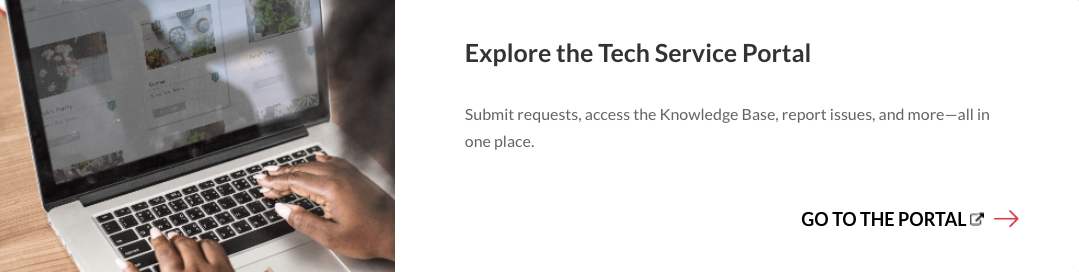 Explore the Tech Service Portal
Submit requests, access the Knowledge Base, report issues, and more—all in
one place.
GO TO THE PORTAL